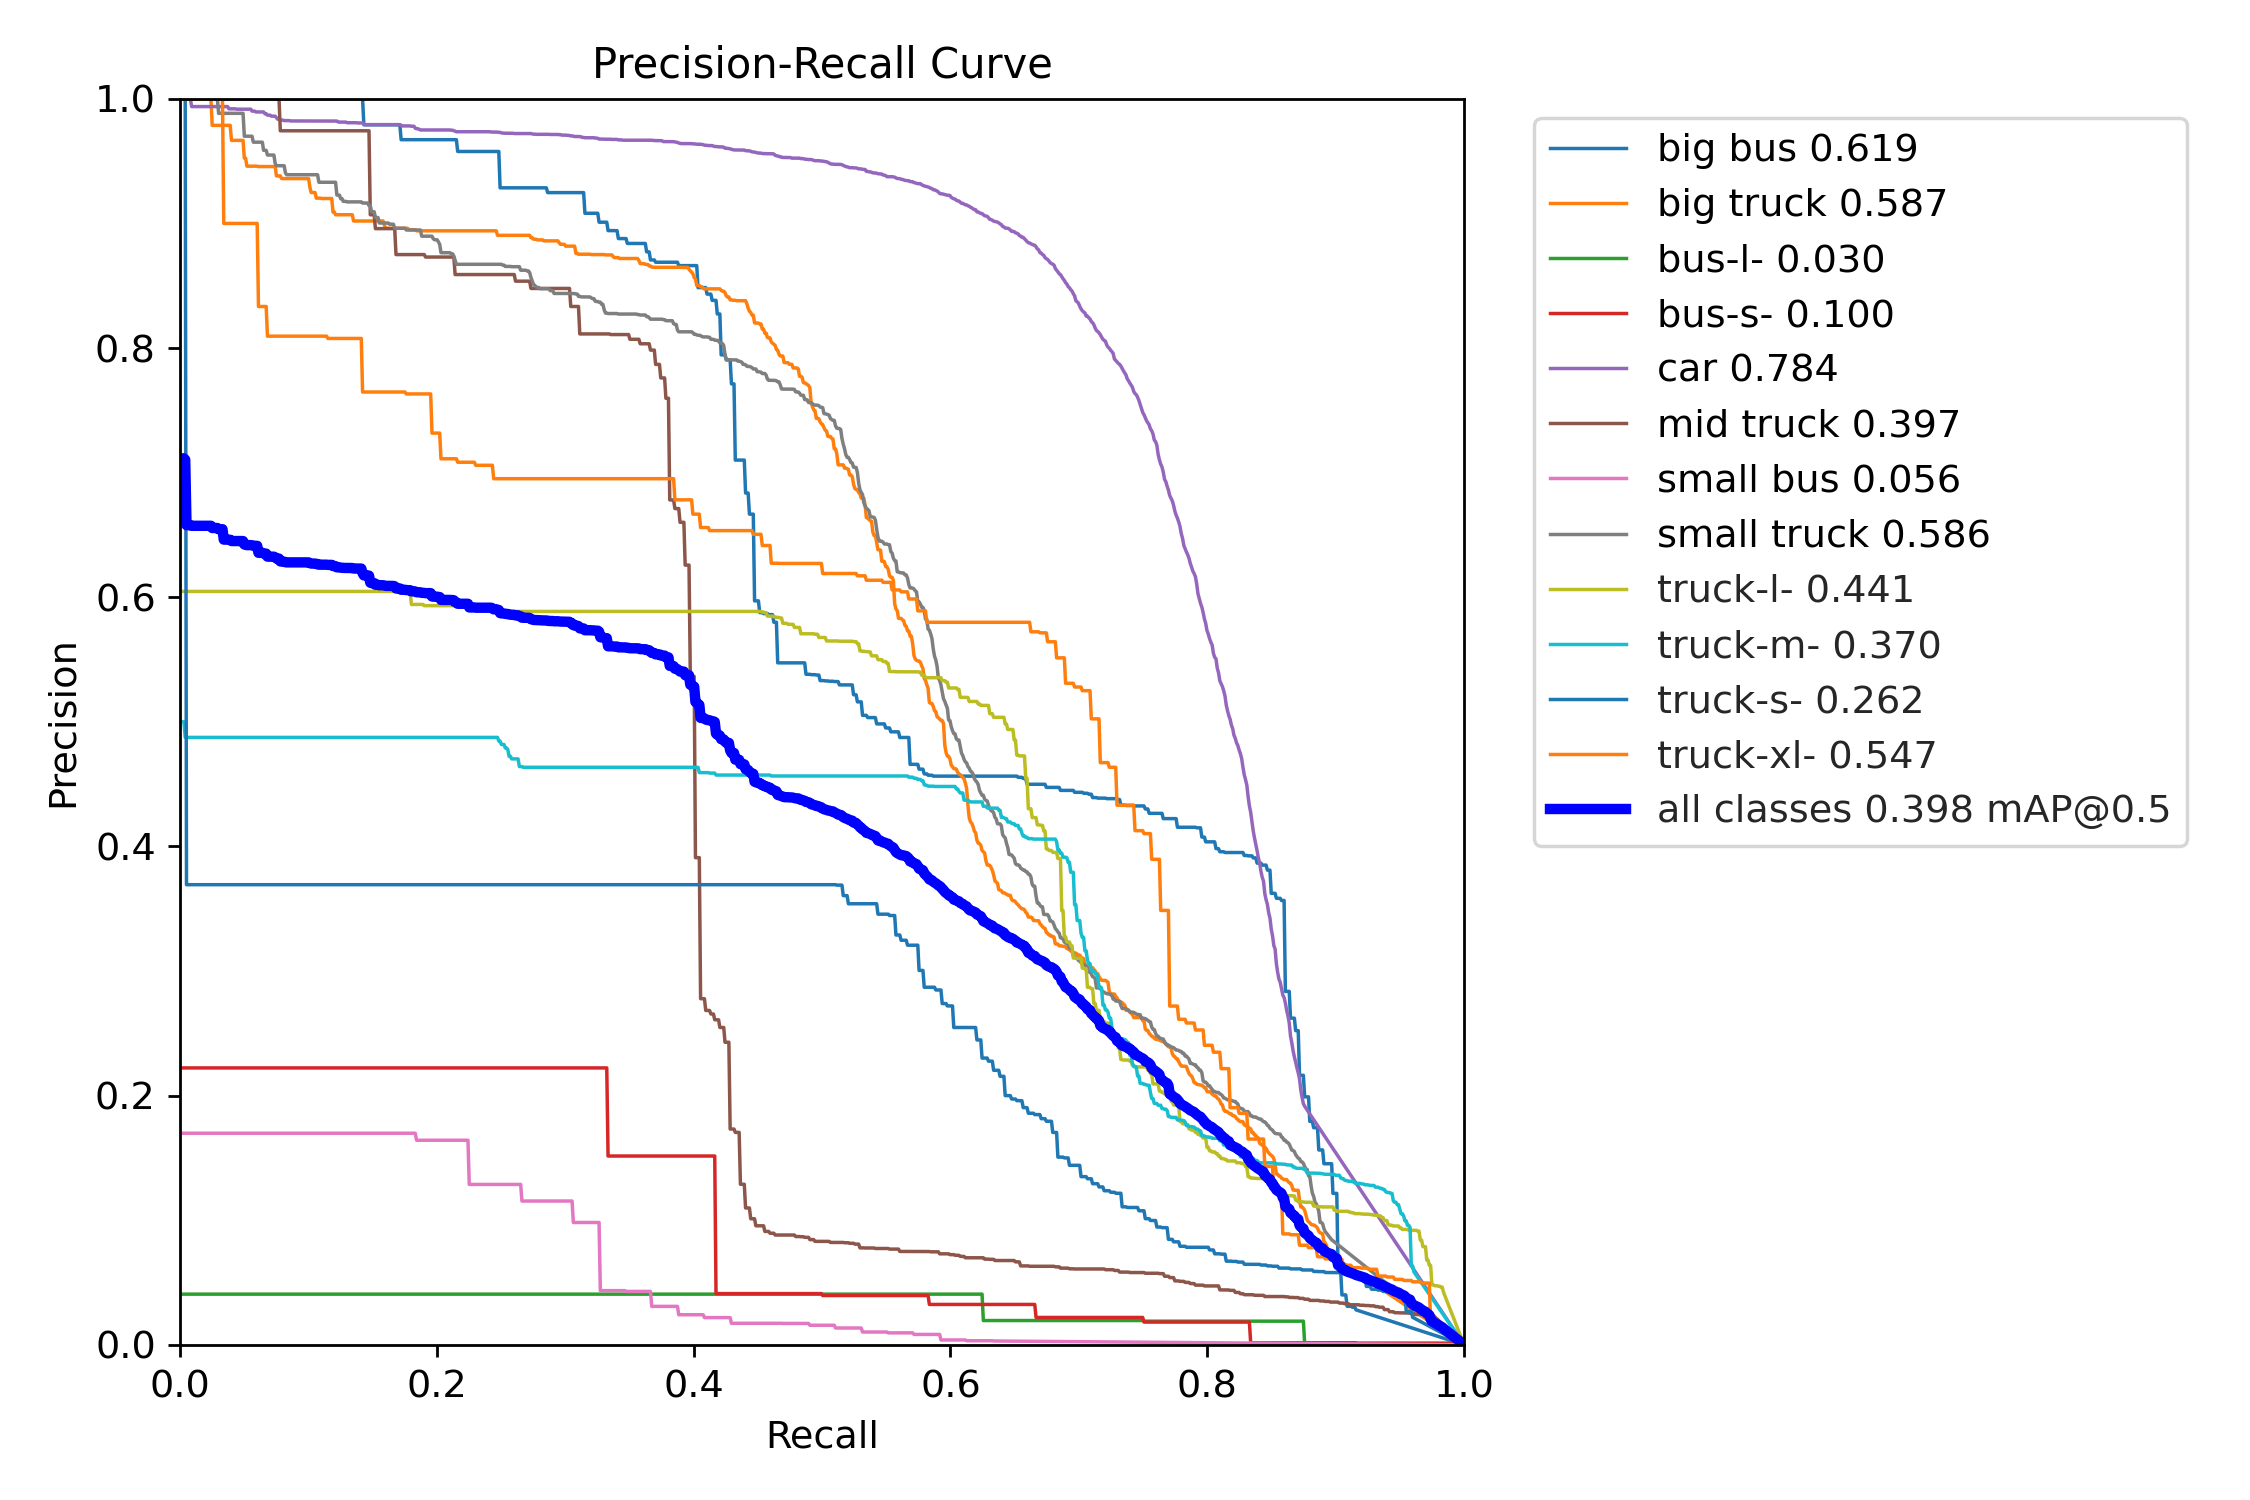 Precision-Recall Curve
1.0
0.8
0.6
0.4
0.2
0.0
Precision
0.0 0.2 0.4 0.6 0.8 1.0
Recall
big bus 0.619
big truck 0.587
bus-l- 0.030
bus-s- 0.100
car 0.784
mid truck 0.397
small bus 0.056
small truck 0.586
truck-l- 0.441
truck-m- 0.370
truck-s- 0.262
truck-xl- 0.547
all classes 0.398 mAP@0.5